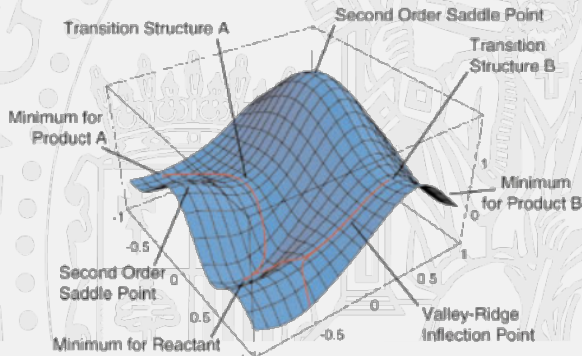 Second Order Saddle Point
Transition Structure A
Transition
Structure B
Minimum for
Product A
1
Minimum
for Product B
0
-1
-0.5
1
Second Order
Saddle Point
0
0.5
0.5
0
Valley-Ridge
Inflection Point
Minimum for Reactant
-0.5